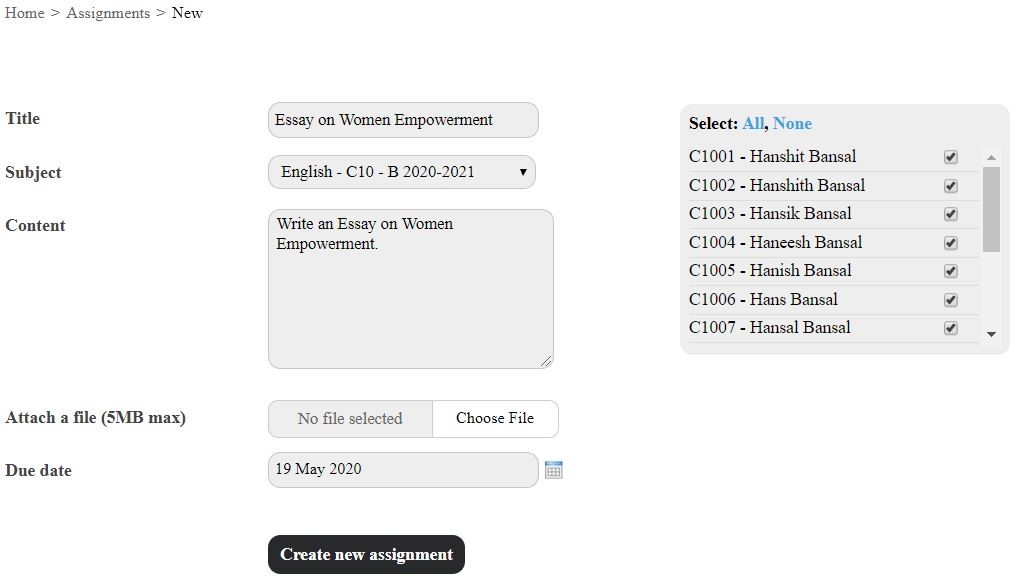 Home > Assignments > New
Title
Essay on Women Empowerment
Subject
English - C10 - B 2020-2021
Content
Write an Essay on Women
Empowerment.
Attach a file (5MB max)
No file selected
Choose File
Due date
19 May 2020
Create new assignment
Select: All, None
C1001 - Hanshit Bansal
C1002 - Hanshith Bansal
C1003 - Hansik Bansal
C1004 - Haneesh Bansal
C1005 - Hanish Bansal
C1006 - Hans Bansal
C1007 - Hansal Bansal